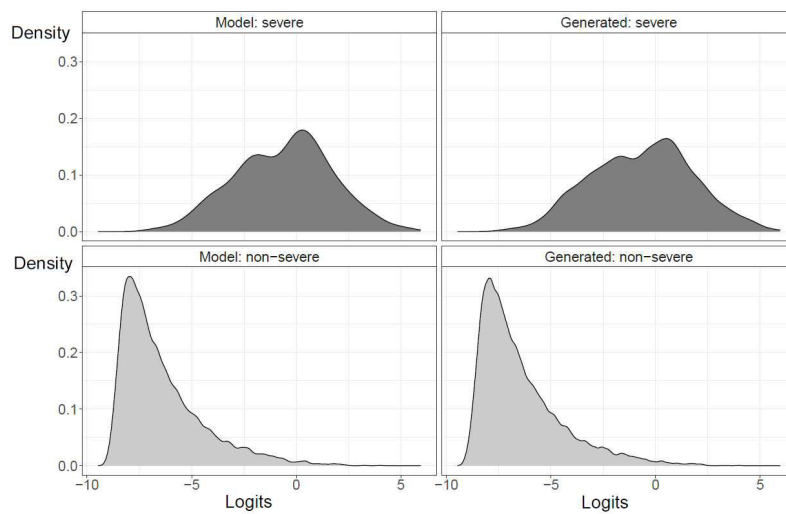 Density
Model: severe
Generated: severe
0.3
0.2
0.1
0.0
Density
Model: non−severe
Generated: non−severe
0.3
0.2
0.1
0.0
−10 −5 0 5 −10 −5 0 5
Logits Logits